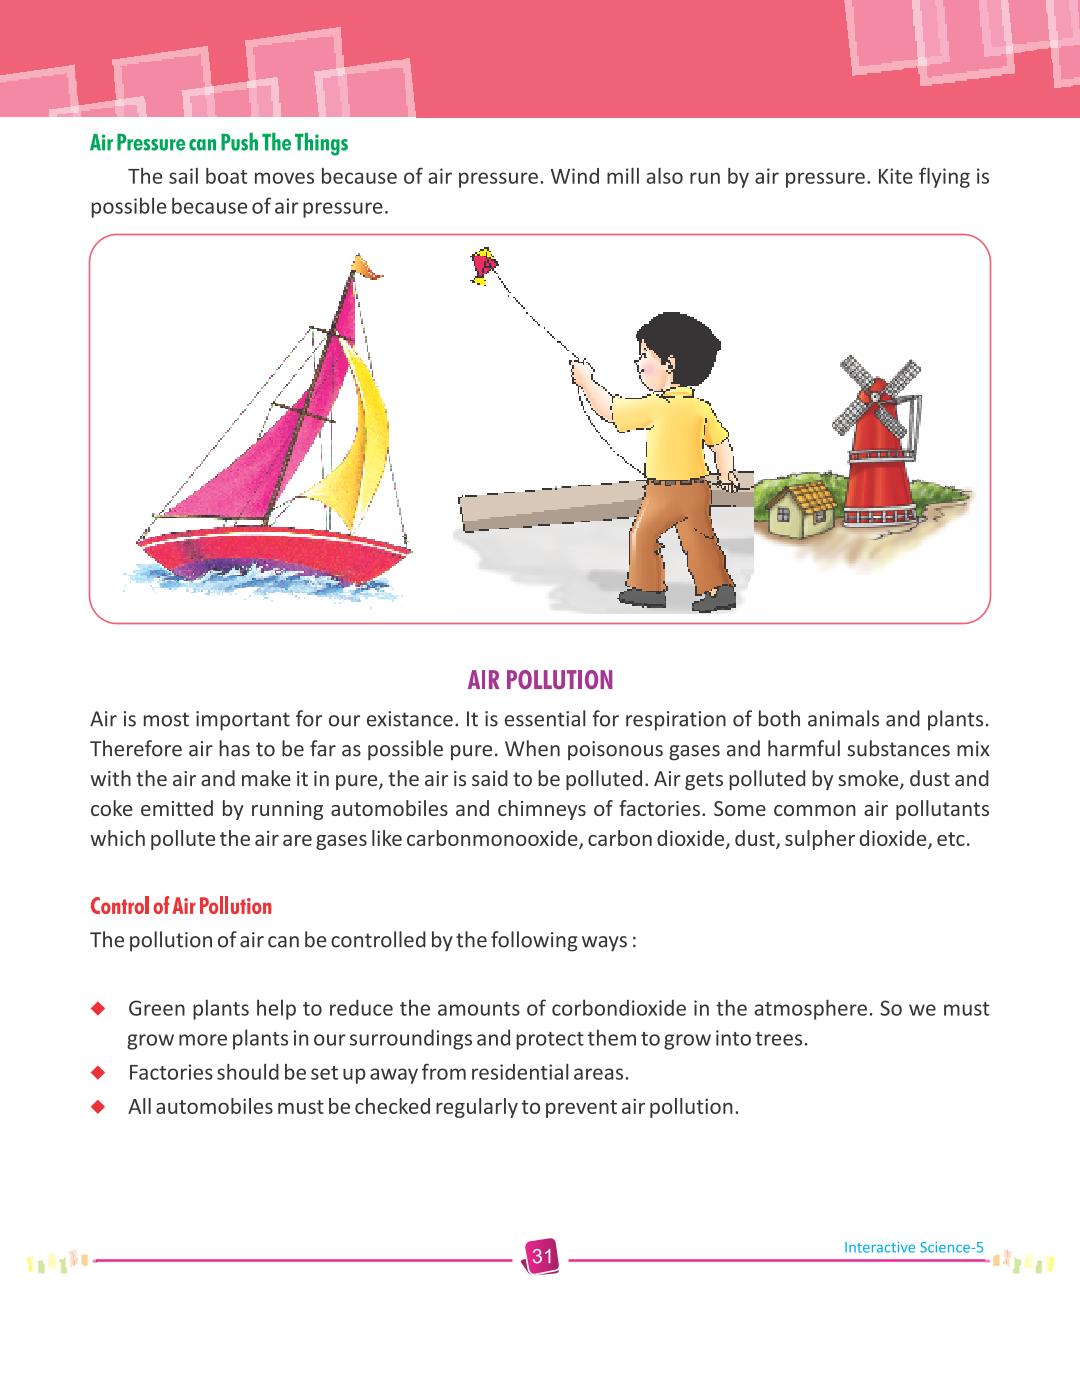 Air Pressure can Push The Things
The sail boat moves because of air pressure. Wind mill also run by air pressure. Kite flying is
possible because of air pressure.
AIR POLLUTION
Air is most important for our existance. It is essential for respiration of both animals and plants.
Therefore air has to be far as possible pure. When poisonous gases and harmful substances mix
with the air and make it in pure, the air is said to be polluted. Air gets polluted by smoke, dust and
coke emitted by running automobiles and chimneys of factories. Some common air pollutants
which pollute the air are gases like carbonmonooxide, carbon dioxide, dust, sulpher dioxide, etc.
Control of Air Pollution
The pollution of air can be controlled by the following ways :
◆ Green plants help to reduce the amounts of corbondioxide in the atmosphere. So we must
grow more plants in our surroundings and protect them to grow into trees.
◆ Factories should be set up away from residential areas.
◆ All automobiles must be checked regularly to prevent air pollution.
31
Interactive Science-5